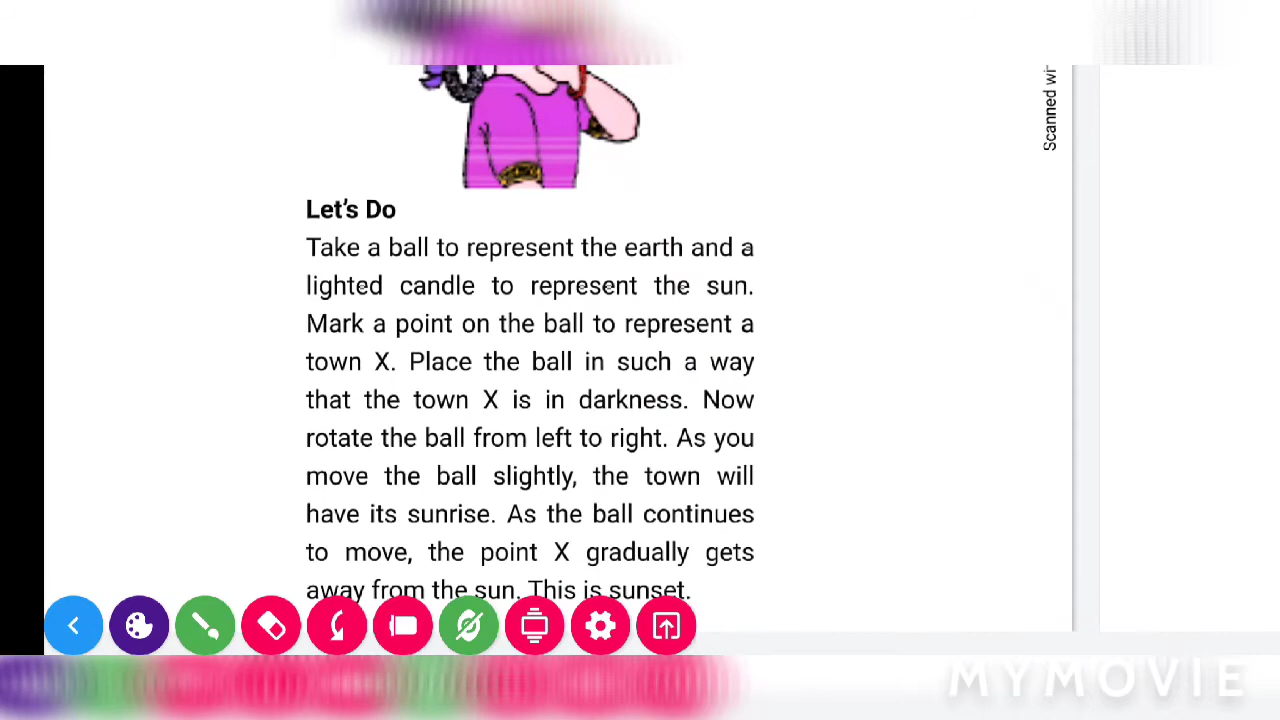 Scanned wi
Let's Do
Take a ball to represent the earth and a
lighted candle to represent the sun.
Mark a point on the ball to represent a
town X. Place the ball in such a way
that the town X is in darkness. Now
rotate the ball from left to right. As you
move the ball slightly, the town will
have its sunrise. As the ball continues
to move, the point X gradually gets
away from the sun. This is sunset.
MYMOVIE